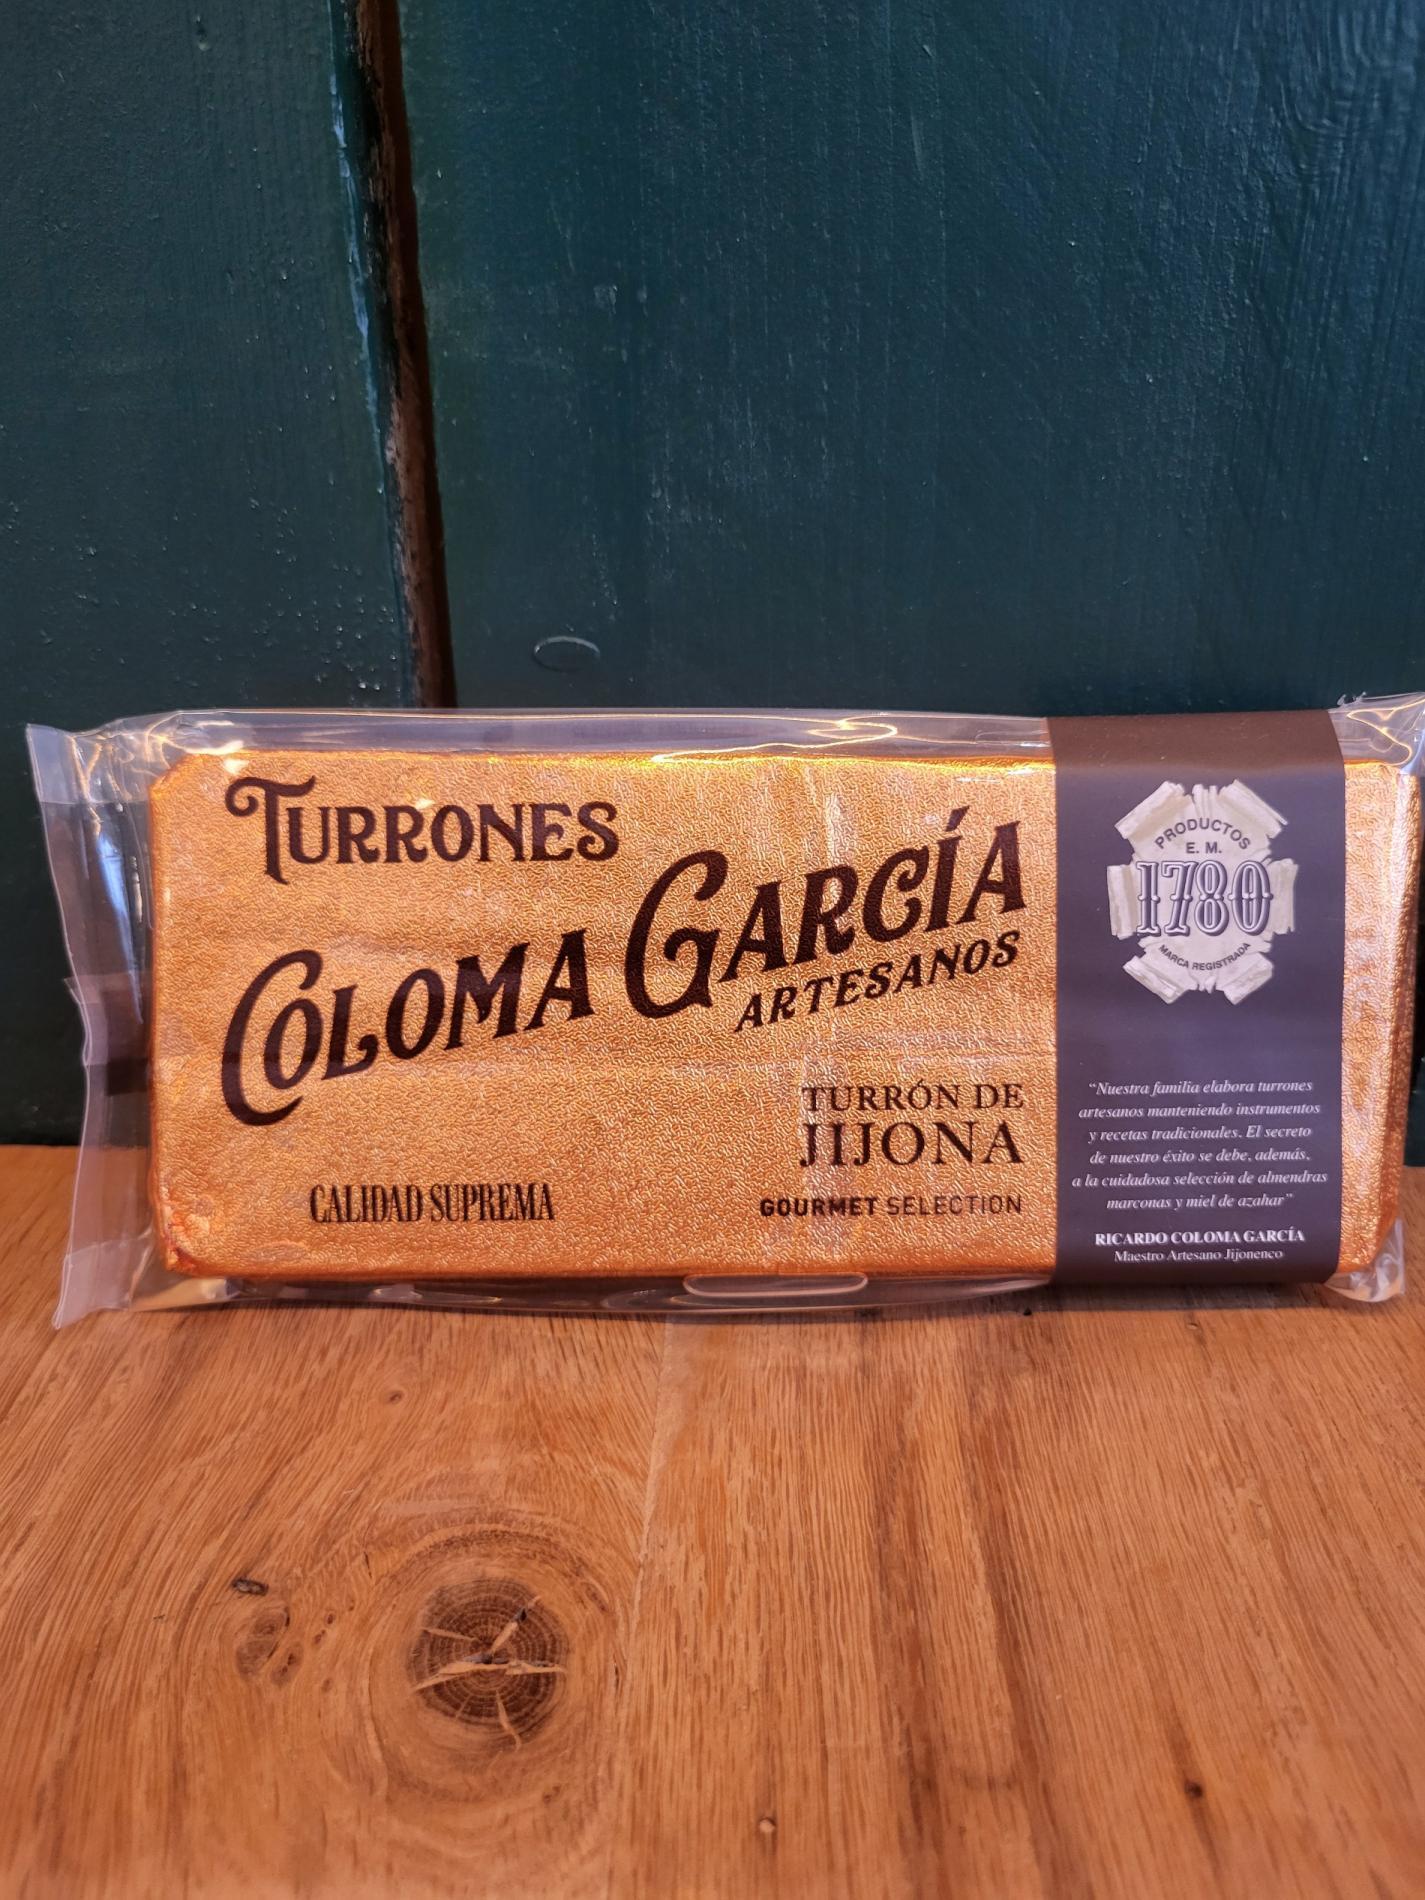 TURRONES
COLOMA GARCÍA
ARTESANOS
TURRÓN DE
JIJONA
CALIDAD SUPREMA
GOURMET SELECTION
PRODUCTOS
E. M.
1780
MARCA REGISTRADA
“Nuestra familia elabora turrones
artesanos manteniendo instrumentos
y recetas tradicionales. El secreto
de nuestro éxito se debe, además,
a la cuidadosa selección de almendras
marconas y miel de azahar”
RICARDO COLOMA GARCÍA
Maestro Artesano Jijonenco